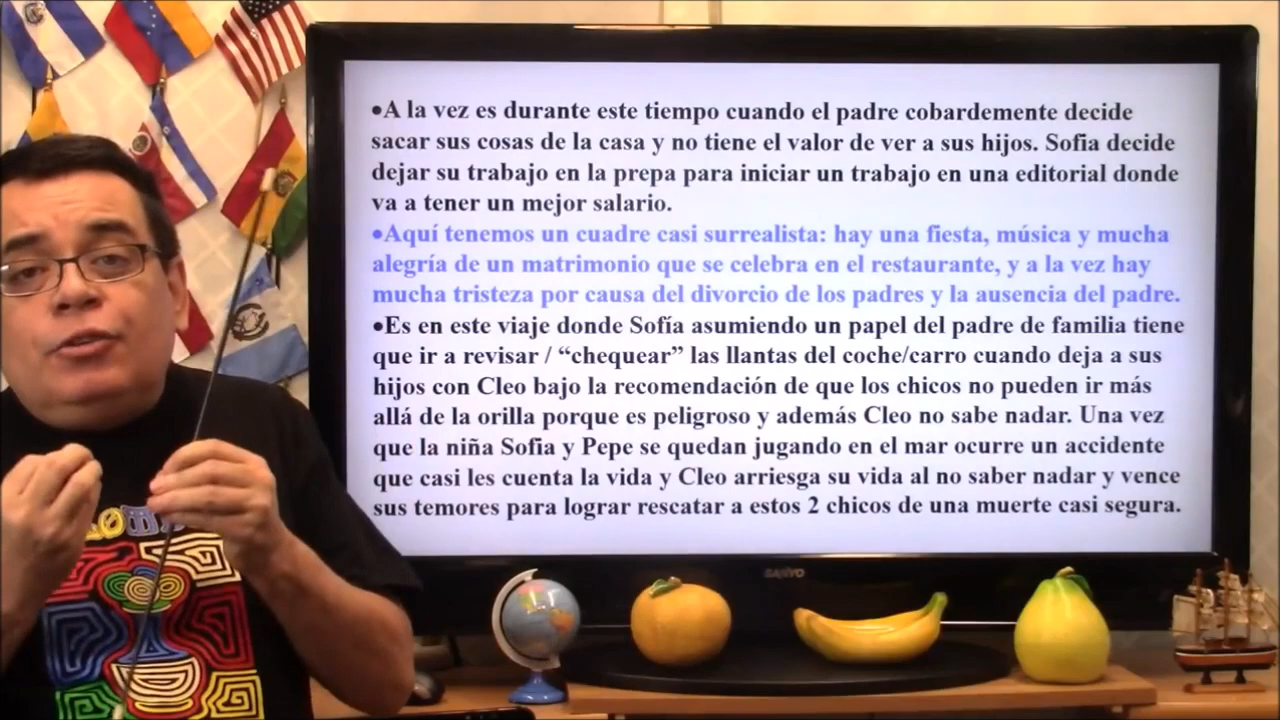 •A la vez es durante este tiempo cuando el padre cobardemente decide
sacar sus cosas de la casa y no tiene el valor de ver a sus hijos. Sofia decide
dejar su trabajo en la prepa para iniciar un trabajo en una editorial donde
va a tener un mejor salario.
•Aquí tenemos un cuadre casi surrealista: hay una fiesta, música y mucha
alegría de un matrimonio que se celebra en el restaurante, y a la vez hay
mucha tristeza por causa del divorcio de los padres y la ausencia del padre.
•Es en este viaje donde Sofía asumiendo un papel del padre de familia tiene
que ir a revisar / “chequear” las llantas del coche/carro cuando deja a sus
hijos con Cleo bajo la recomendación de que los chicos no pueden ir más
allá de la orilla porque es peligroso y además Cleo no sabe nadar. Una vez
que la niña Sofia y Pepe se quedan jugando en el mar ocurre un accidente
que casi les cuenta la vida y Cleo arriesga su vida al no saber nadar y vence
sus temores para lograr rescatar a estos 2 chicos de una muerte casi segura.
SANYO